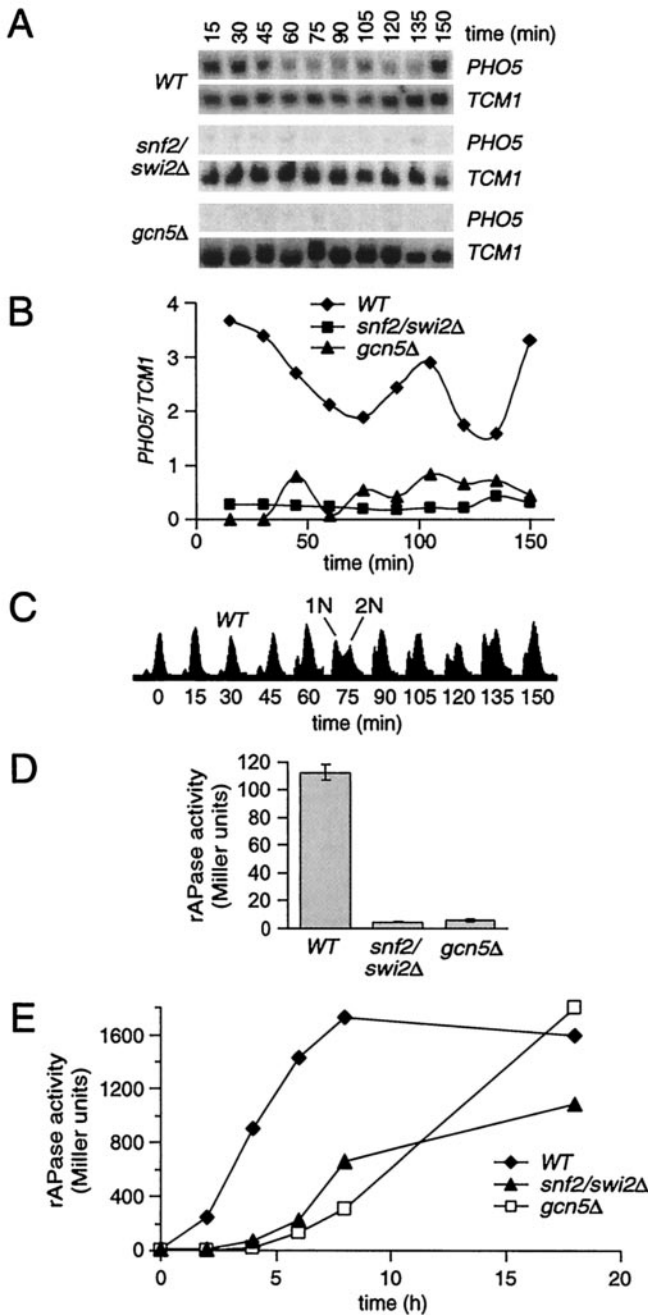 A
15 30 45 60 75 90 105 120 135 150 time (min)
WT
PHO5
TCM1
snf2/
swi2Δ
PHO5
TCM1
gcn5Δ
PHO5
TCM1
B
WT
snf2/swi2Δ
gcn5Δ
PHO5/TCM1
4
3
2
1
0
0 50 100 150
time (min)
C
WT
1N 2N
0 15 30 45 60 75 90 105 120 135 150
time (min)
D
rAPase activity
(Miller units)
120
100
80
60
40
20
0
WT snf2/ gcn5Δ
swi2Δ
E
rAPase activity
(Miller units)
1600
1200
800
400
0
WT
snf2/swi2Δ
gcn5Δ
0 5 10 15 20
time (h)